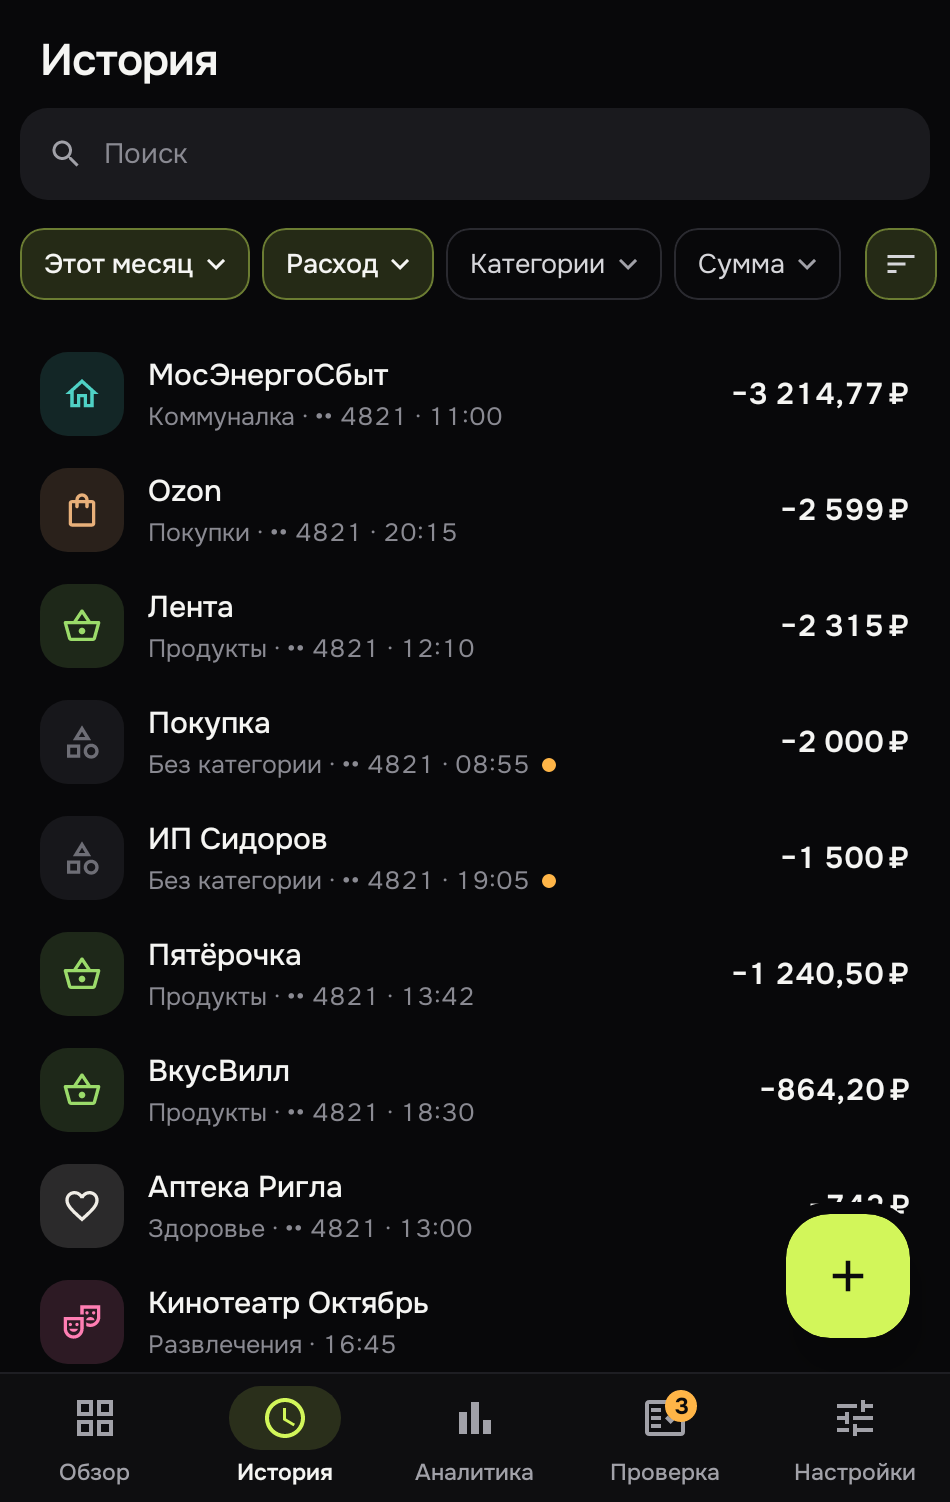 История
Поиск
Этот месяц Расход Категории Сумма
МосЭнергоСбыт
−3 214,77 ₽
Коммуналка · •• 4821 · 11:00
Ozon
−2 599 ₽
Покупки · •• 4821 · 20:15
Лента
−2 315 ₽
Продукты · •• 4821 · 12:10
Покупка
−2 000 ₽
Без категории · •• 4821 · 08:55
ИП Сидоров
−1 500 ₽
Без категории · •• 4821 · 19:05
Пятёрочка
−1 240,50 ₽
Продукты · •• 4821 · 13:42
ВкусВилл
−864,20 ₽
Продукты · •• 4821 · 18:30
Аптека Ригла
Здоровье · •• 4821 · 13:00
Кинотеатр Октябрь
Развлечения · 16:45
3
Обзор История Аналитика Проверка Настройки